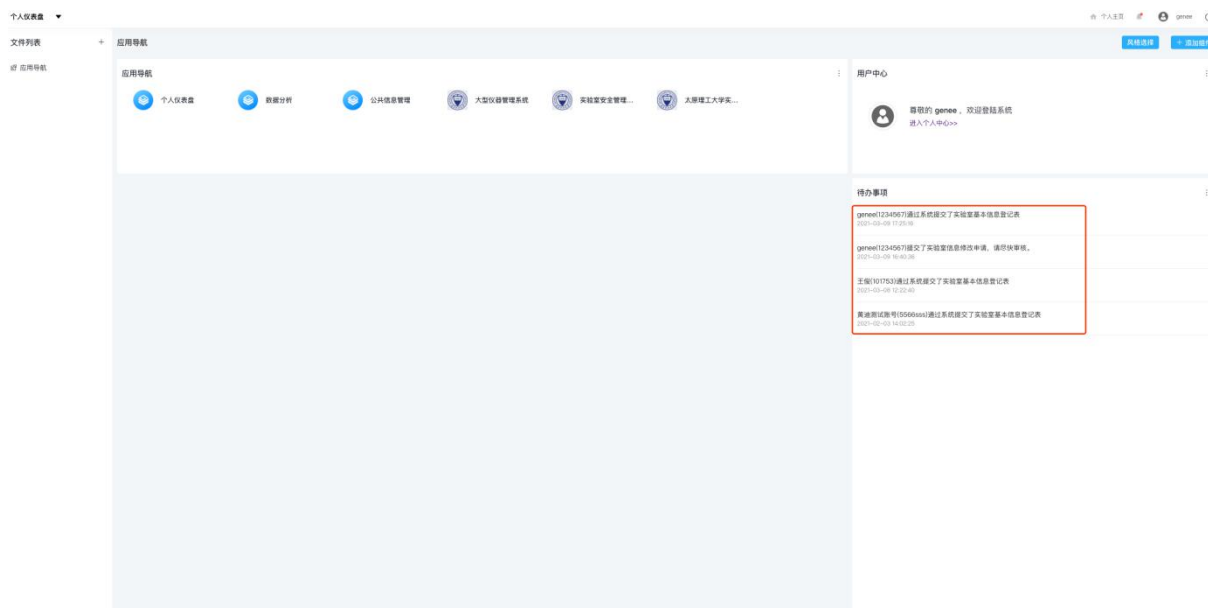 个人仪表盘
个人主页
genee
文件列表 +
应用导航
应用导航
风格选择
+ 添加组件
应用导航
个人仪表盘
数据分析
公共信息管理
大型仪器管理系统
实验室安全管理...
太原理工大学实...
用户中心
尊敬的 genee ,欢迎登陆系统
进入个人中心>>
待办事项
genee(1234567)通过系统提交了实验室基本信息登记表
2021-03-09 17:25:16
genee(1234567)提交了实验室信息修改申请,请尽快审核。
2021-03-09 16:40:38
王俊(101753)通过系统提交了实验室基本信息登记表
2021-03-08 12:22:40
黄迪测试账号(5566sss)通过系统提交了实验室基本信息登记表
2021-02-03 14:02:25